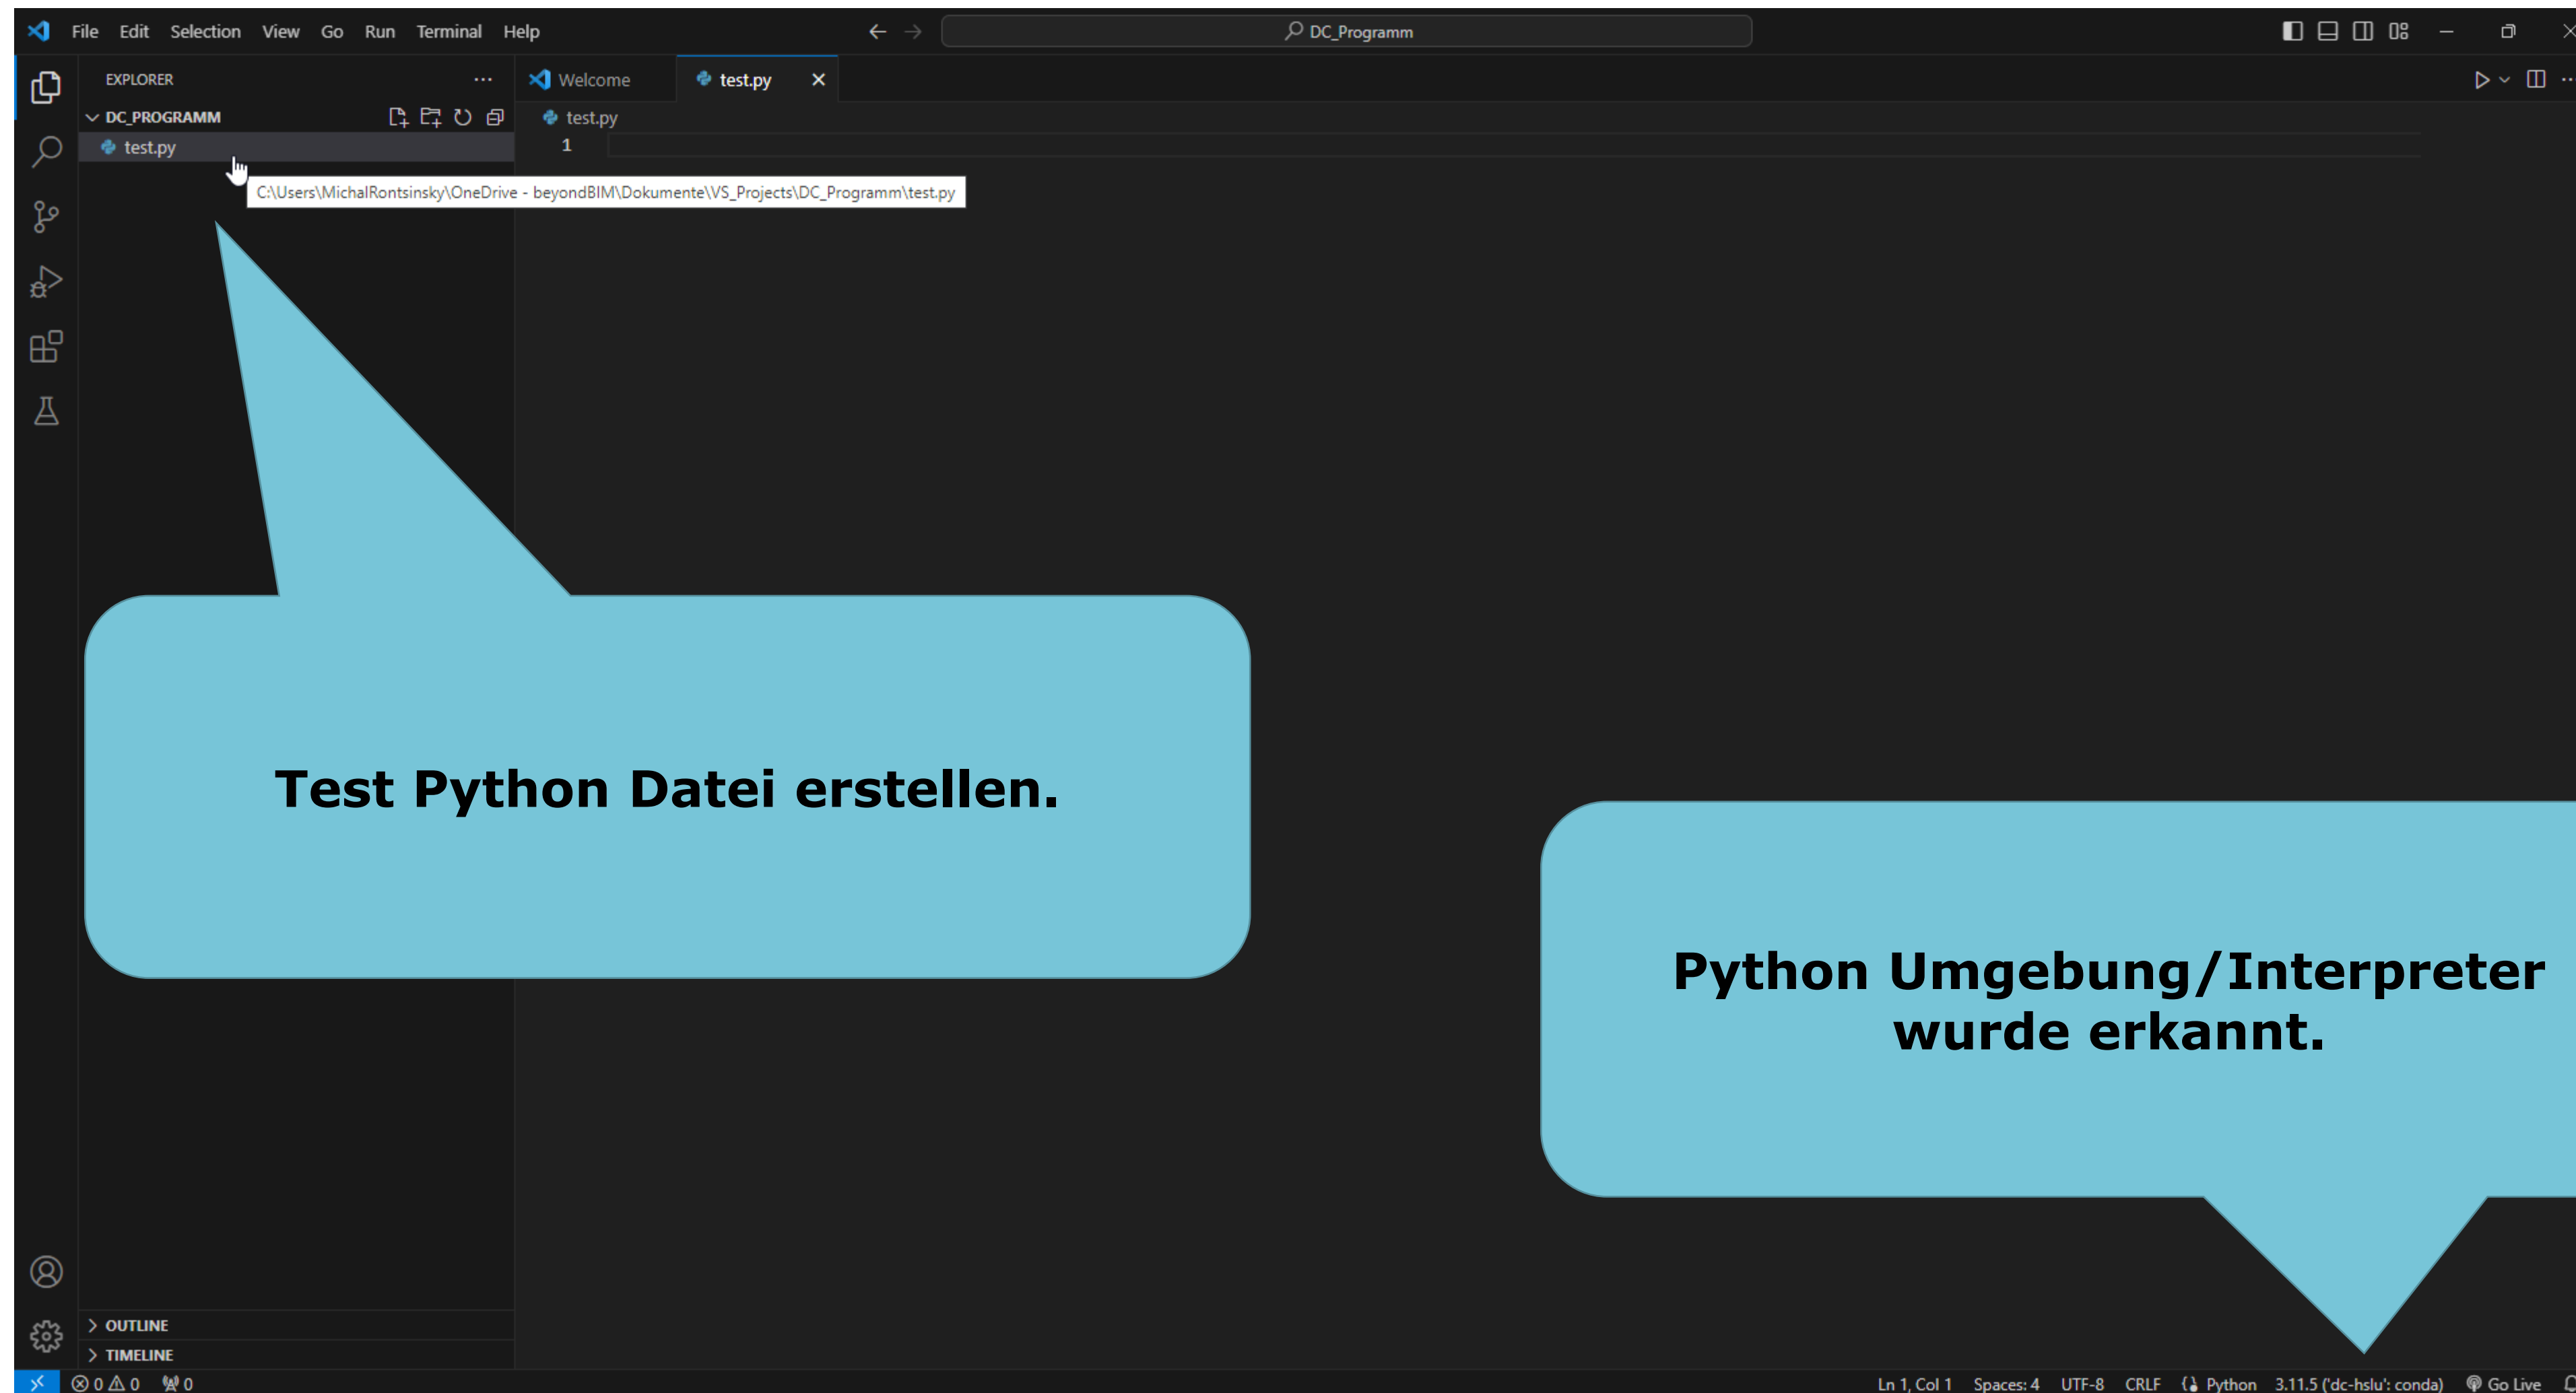 File Edit Selection View Go Run Terminal Help
DC_Programm
EXPLORER
Welcome
test.py
DC_PROGRAMM
test.py
test.py
1
C:\Users\MichalRontsinsky\OneDrive - beyondBIM\Dokumente\VS_Projects\DC_Programm\test.py
Test Python Datei erstellen.
Python Umgebung/Interpreter
wurde erkannt.
OUTLINE
TIMELINE
0 0 0
Ln 1, Col 1 Spaces: 4 UTF-8 CRLF Python 3.11.5 ('dc-hslu': conda) Go Live